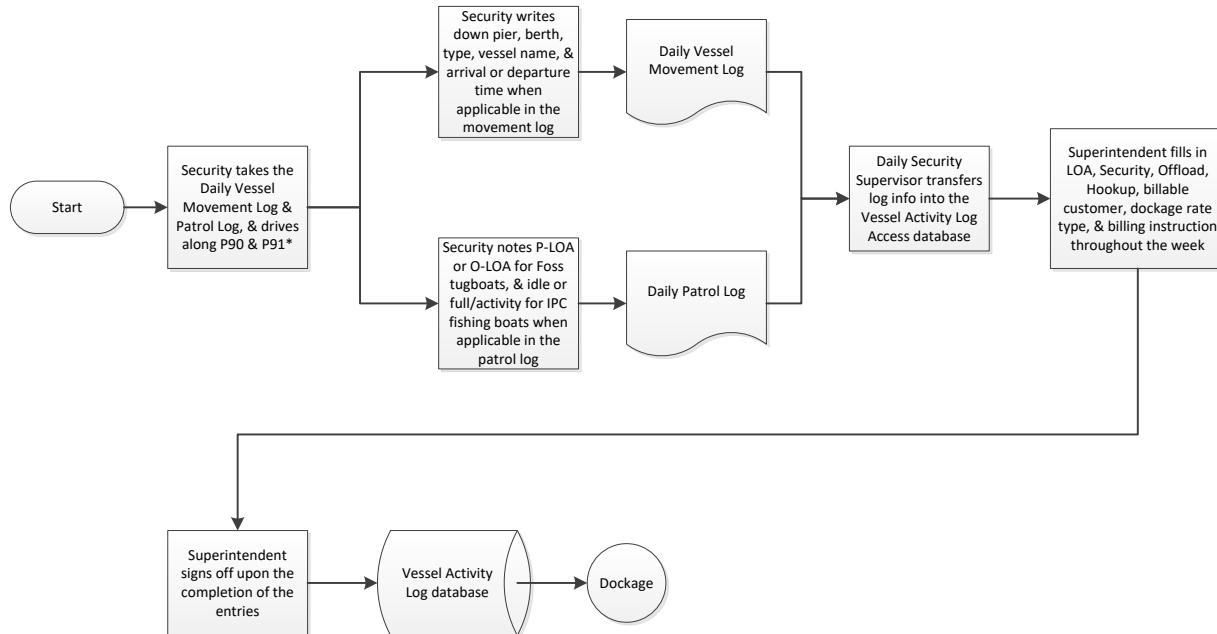 Start
Security takes the
Daily Vessel
Movement Log &
Patrol Log, & drives
along P90 & P91*
Security writes
down pier, berth,
type, vessel name, &
arrival or departure
time when
applicable in the
movement log
Daily Vessel
Movement Log
Security notes P-LOA
or O-LOA for Foss
tugboats, & idle or
full/activity for IPC
fishing boats when
applicable in the
patrol log
Daily Patrol Log
Daily Security
Supervisor transfers
log info into the
Vessel Activity Log
Access database
Superintendent fills in
LOA, Security, Offload,
Hookup, billable
customer, dockage rate
type, & billing instruction
throughout the week
Superintendent
signs off upon the
completion of the
entries
Vessel Activity
Log database
Dockage